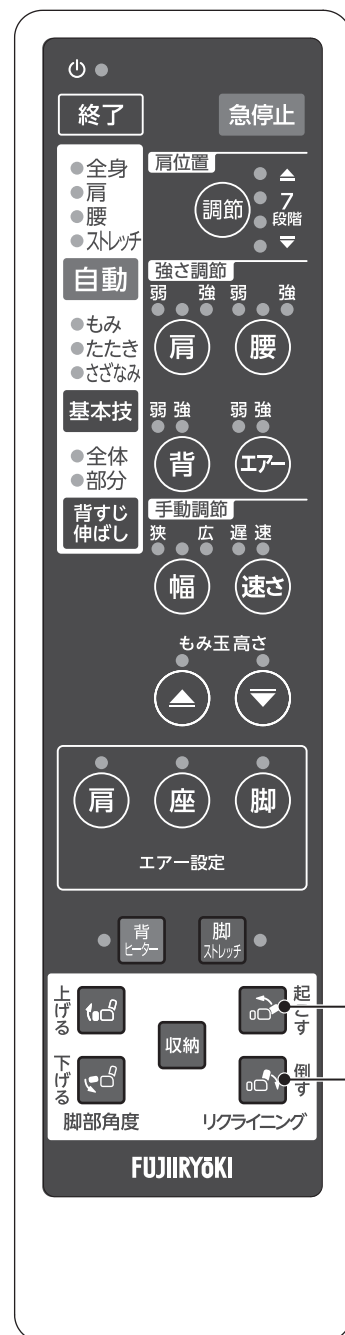 終了
急停止
全身
肩
腰
ストレッチ
自動
もみ
たたき
さざなみ
基本技
全体
部分
背すじ
伸ばし
肩位置
調節
7
段階
強さ調節
弱 強 弱 強
肩 腰
弱 強 弱 強
背 エアー
手動調節
狭 広 遅 速
幅 速さ
もみ玉高さ
肩 座 脚
エアー設定
背
ヒーター
脚
ストレッチ
上げる
下げる
脚部角度
収納
起こす
倒す
リクライニング
FUJIIRYōKI